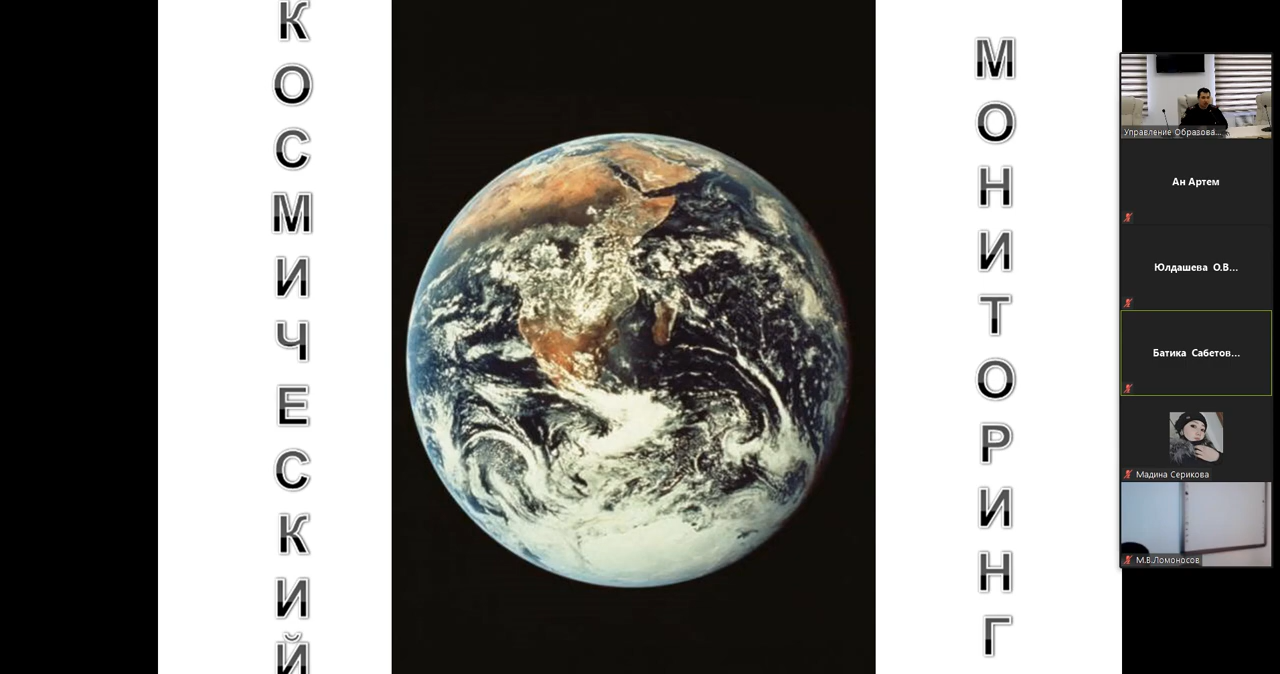 КОСМИЧЕСКИЙ
МОНИТОРИНГ
Управление Образова...
Ан Артем
Юлдашева О.В...
Батика Сабетов...
Мадина Серикова
М.В.Ломоносов